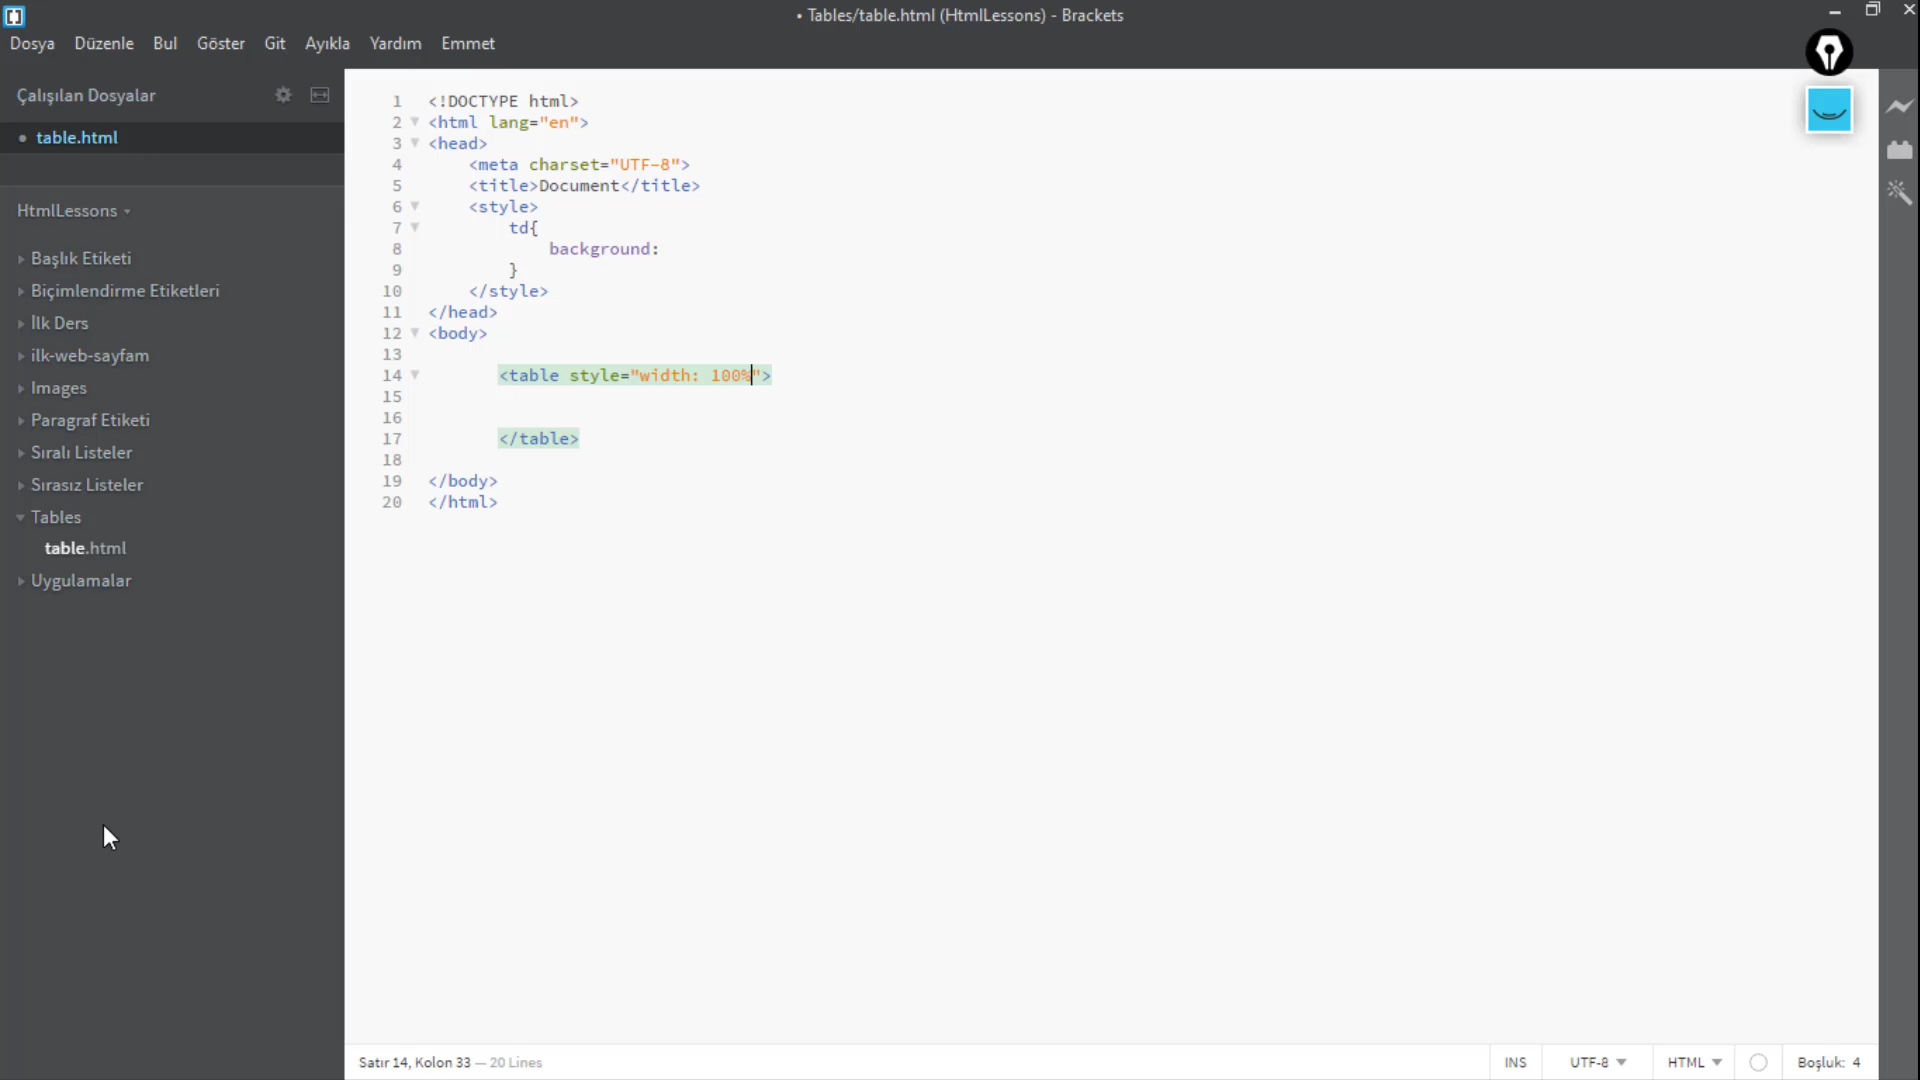 • Tables/table.html (HtmlLessons) - Brackets
Dosya Düzenle Bul Göster Git Ayıkla Yardım Emmet
Çalışılan Dosyalar
• table.html
HtmlLessons
Başlık Etiketi
Biçimlendirme Etiketleri
İlk Ders
ilk-web-sayfam
Images
Paragraf Etiketi
Sıralı Listeler
Sırasız Listeler
Tables
table.html
Uygulamalar
1 <!DOCTYPE html>
2 <html lang="en">
3 <head>
4 <meta charset="UTF-8">
5 <title>Document</title>
6 <style>
7 td{
8 background:
9 }
10 </style>
11 </head>
12 <body>
13
14 <table style="width: 100%">
15
16
17 </table>
18
19 </body>
20 </html>
Satır 14, Kolon 33 — 20 Lines
INS UTF-8 HTML Boşluk: 4